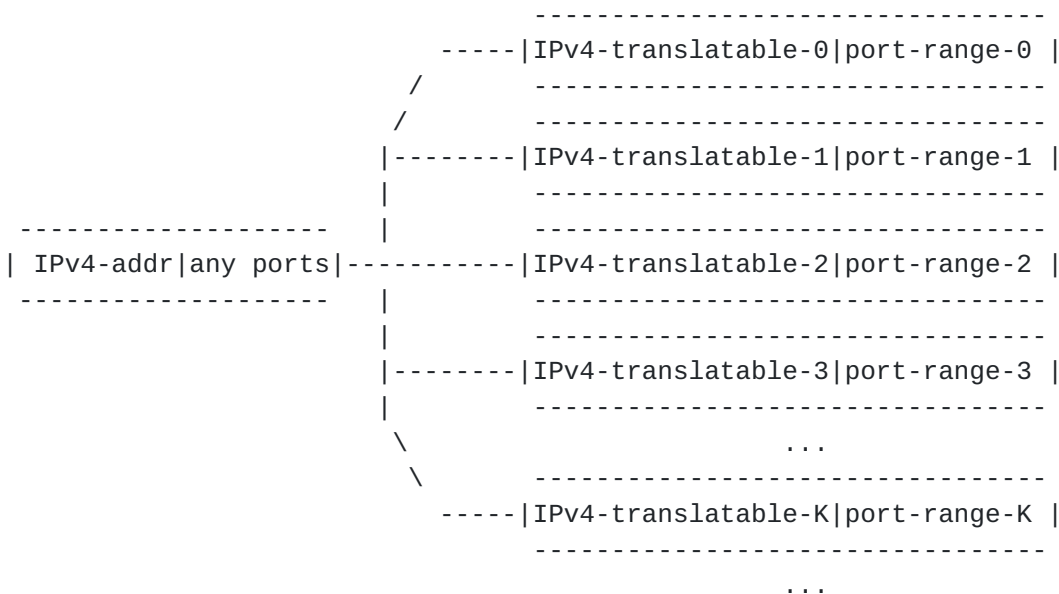 ---------------------------------
-----|IPv4-translatable-0|port-range-0 |
/ ---------------------------------
/ ---------------------------------
|--------|IPv4-translatable-1|port-range-1 |
| ---------------------------------
-------------------- | ---------------------------------
| IPv4-addr|any ports|-----------|IPv4-translatable-2|port-range-2 |
-------------------- | ---------------------------------
| ---------------------------------
|--------|IPv4-translatable-3|port-range-3 |
| ---------------------------------
\ ...
\ ---------------------------------
-----|IPv4-translatable-K|port-range-K |
---------------------------------
...